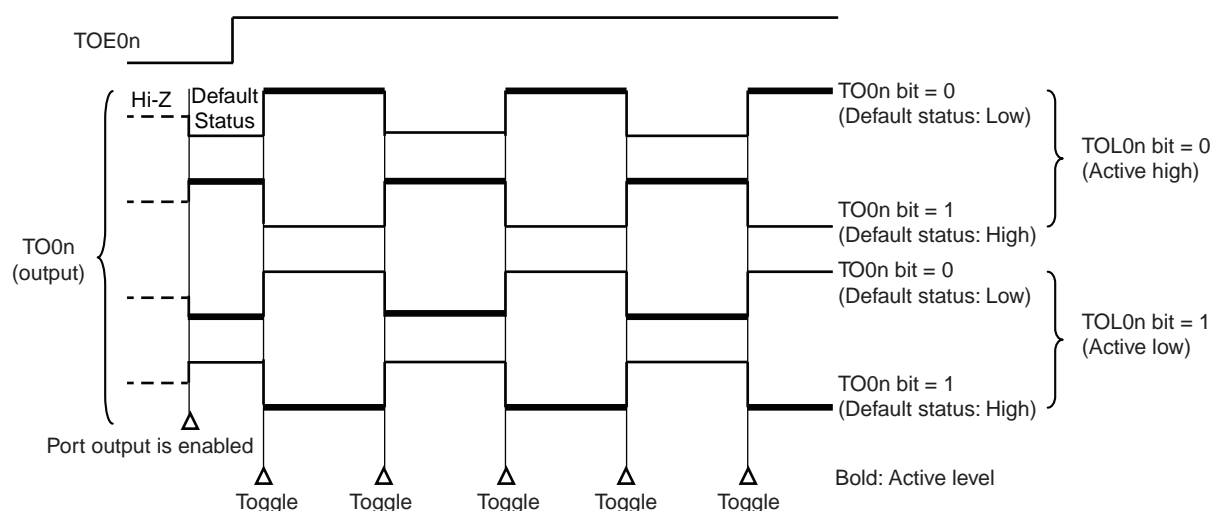 TOE0n
Hi-Z
Default
Status
TO0n bit = 0
(Default status: Low)
TOL0n bit = 0
(Active high)
TO0n bit = 1
(Default status: High)
TO0n
(output)
TO0n bit = 0
(Default status: Low)
TOL0n bit = 1
(Active low)
TO0n bit = 1
(Default status: High)
Port output is enabled
Bold: Active level
Toggle
Toggle
Toggle
Toggle
Toggle